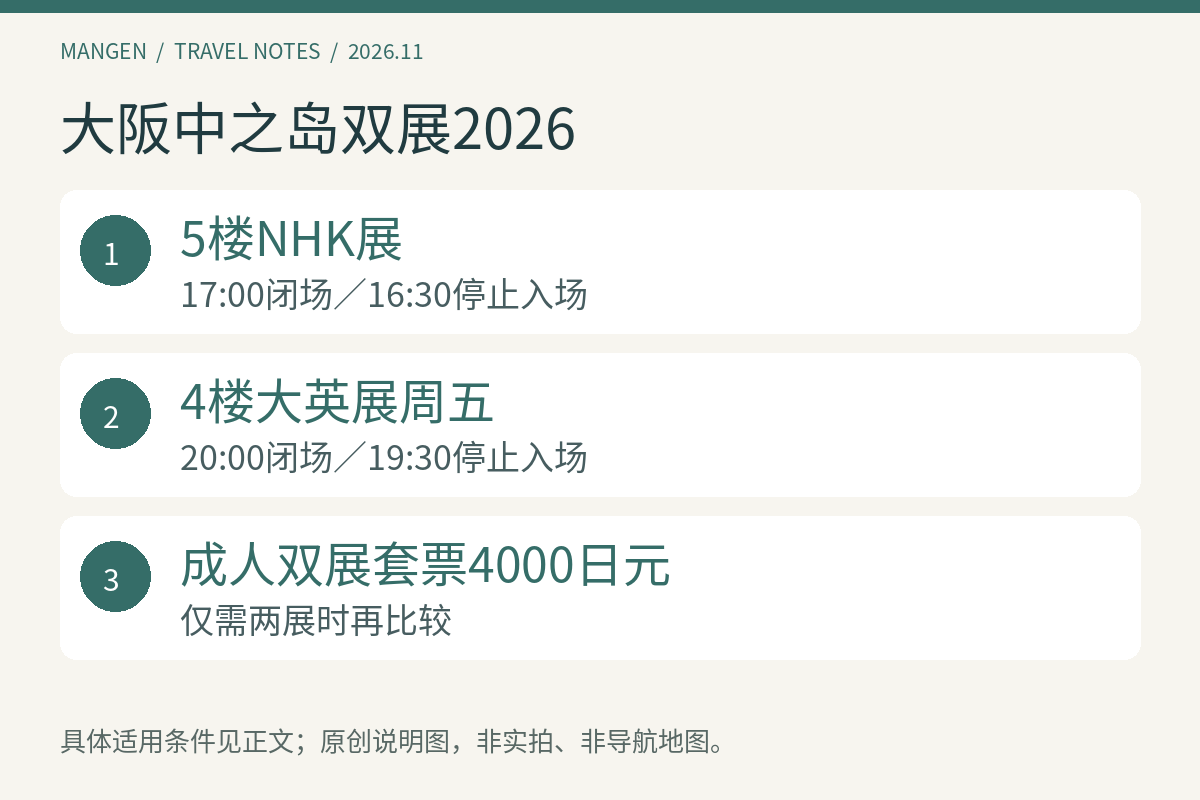 MANGEN / TRAVEL NOTES / 2026.11
大阪中之岛双展2026
1
5楼NHK展
17:00闭场／16:30停止入场
2
4楼大英展周五
20:00闭场／19:30停止入场
3
成人双展套票4000日元
仅需两展时再比较
具体适用条件见正文；原创说明图，非实拍、非导航地图。